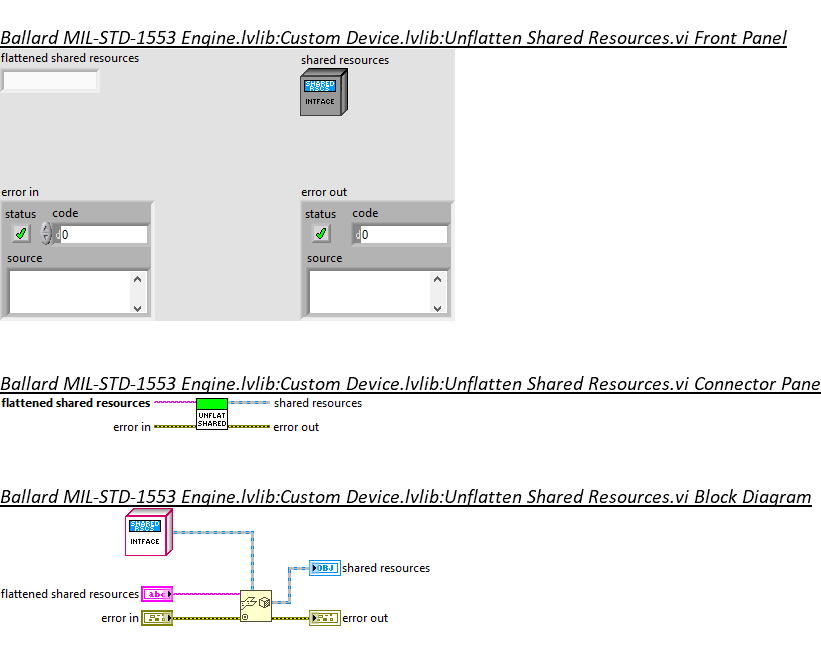 Ballard MIL-STD-1553 Engine.lvlib:Custom Device.lvlib:Unflatten Shared Resources.vi Front Panel
flattened shared resources
shared resources
SHARED
RSCS
INTFACE
error in
error out
status code
status code
d 0
d 0
source
source
Ballard MIL-STD-1553 Engine.lvlib:Custom Device.lvlib:Unflatten Shared Resources.vi Connector Pane
flattened shared resources
shared resources
UNFLAT
SHARED
error in
error out
Ballard MIL-STD-1553 Engine.lvlib:Custom Device.lvlib:Unflatten Shared Resources.vi Block Diagram
SHARED
RSCS
INTFACE
OBJ shared resources
flattened shared resources abc
error in
error out